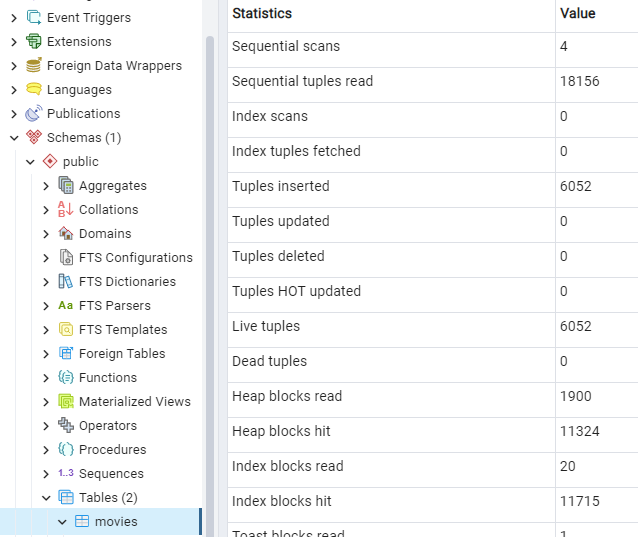 Event Triggers
Extensions
Foreign Data Wrappers
Languages
Publications
Schemas (1)
public
Aggregates
A↓B Collations
Domains
FTS Configurations
FTS Dictionaries
Aa FTS Parsers
FTS Templates
Foreign Tables
Functions
Materialized Views
Operators
Procedures
1..3 Sequences
Tables (2)
movies
Statistics Value
Sequential scans 4
Sequential tuples read 18156
Index scans 0
Index tuples fetched 0
Tuples inserted 6052
Tuples updated 0
Tuples deleted 0
Tuples HOT updated 0
Live tuples 6052
Dead tuples 0
Heap blocks read 1900
Heap blocks hit 11324
Index blocks read 20
Index blocks hit 11715
Toast blocks read 1